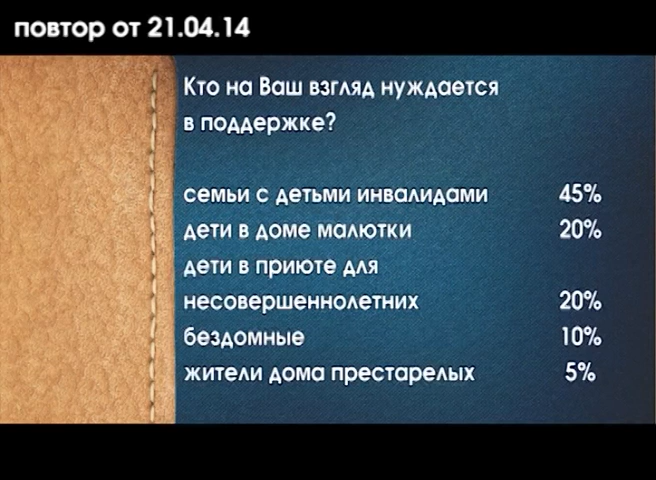 повтор от 21.04.14
Кто на Ваш взгляд нуждается
в поддержке?
семьи с детьми инвалидами 45%
дети в доме малютки 20%
дети в приюте для
несовершеннолетних 20%
бездомные 10%
жители дома престарелых 5%